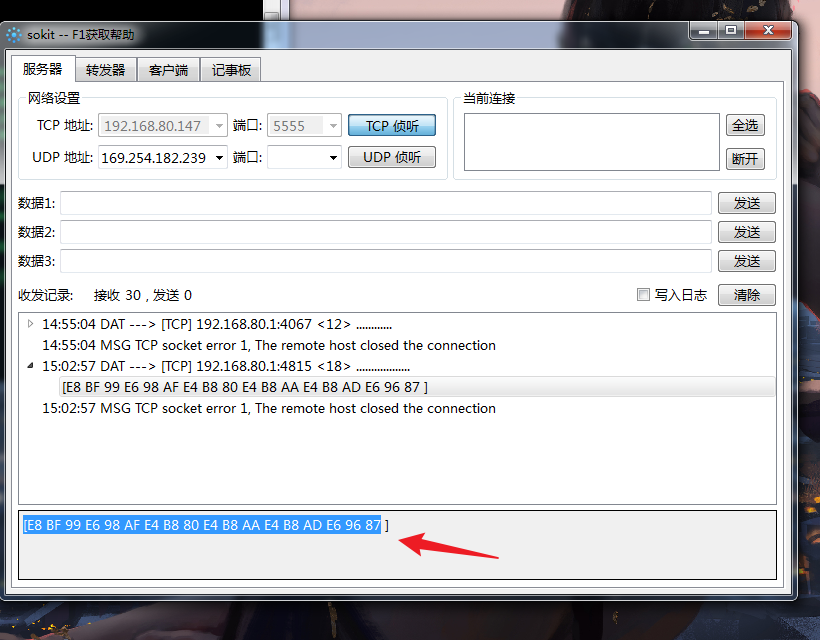 sokit -- F1获取帮助
服务器 转发器 客户端 记事板
网络设置
TCP 地址: 192.168.80.147 端口: 5555 TCP 侦听
UDP 地址: 169.254.182.239 端口: UDP 侦听
当前连接
全选
断开
数据1: 发送
数据2: 发送
数据3: 发送
收发记录: 接收 30 , 发送 0 写入日志 清除
14:55:04 DAT ---> [TCP] 192.168.80.1:4067 <12> ............
14:55:04 MSG TCP socket error 1, The remote host closed the connection
15:02:57 DAT ---> [TCP] 192.168.80.1:4815 <18> ..................
[E8 BF 99 E6 98 AF E4 B8 80 E4 B8 AA E4 B8 AD E6 96 87 ]
15:02:57 MSG TCP socket error 1, The remote host closed the connection
[E8 BF 99 E6 98 AF E4 B8 80 E4 B8 AA E4 B8 AD E6 96 87 ]